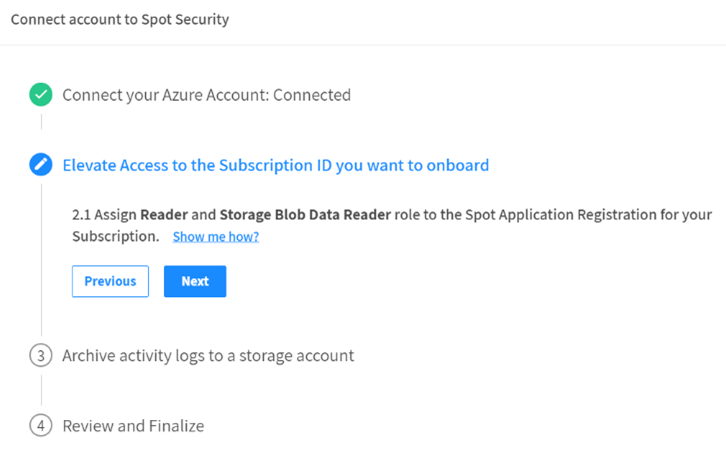 Connect account to Spot Security
Connect your Azure Account: Connected
Elevate Access to the Subscription ID you want to onboard
2.1 Assign Reader and Storage Blob Data Reader role to the Spot Application Registration for your
Subscription. Show me how?
Previous Next
3 Archive activity logs to a storage account
4 Review and Finalize